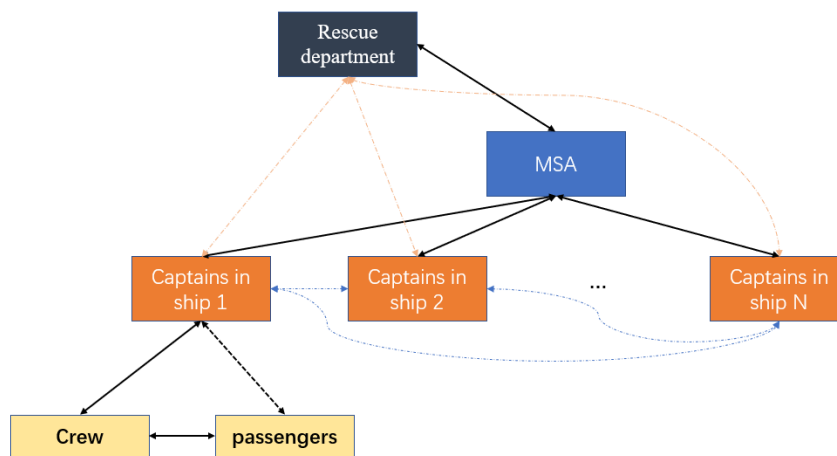 Rescue
department
MSA
Captains in
ship 1
Captains in
ship 2
...
Captains in
ship N
Crew
passengers